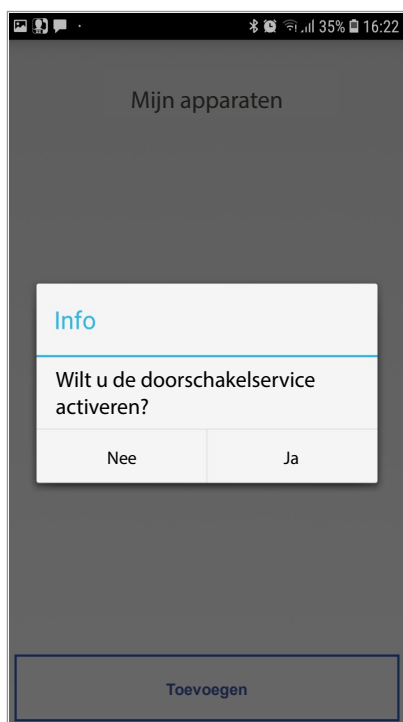 35% 16:22
Mijn apparaten
Info
Wilt u de doorschakelservice
activeren?
Nee Ja
Toevoegen